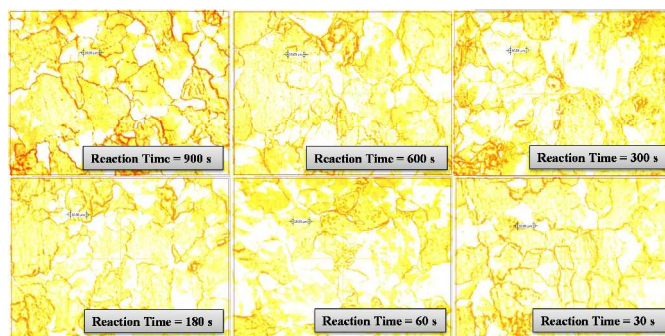 Reaction Time = 900 s
Reaction Time = 600 s
Reaction Time = 300 s
Reaction Time = 180 s
Reaction Time = 60 s
Reaction Time = 30 s